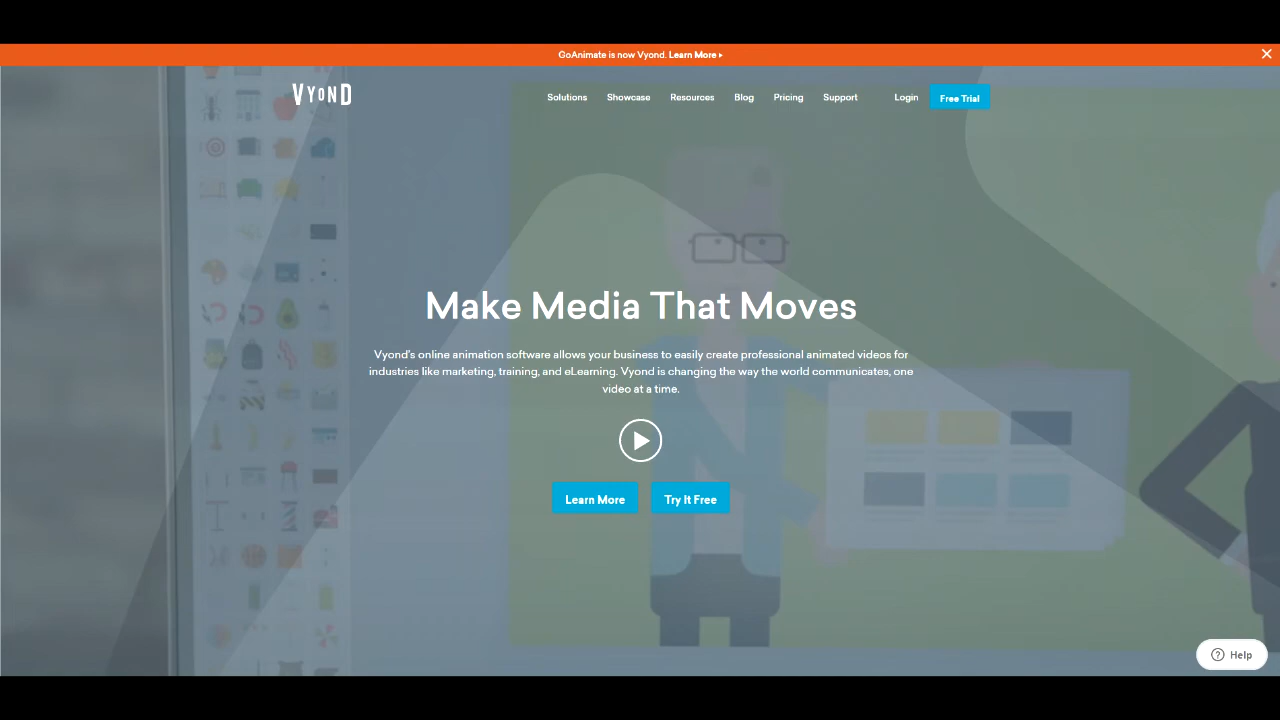 GoAnimate is now Vyond. Learn More ▸
VYOND
Solutions Showcase Resources Blog Pricing Support Login Free Trial
Make Media That Moves
Vyond's online animation software allows your business to easily create professional animated videos for
industries like marketing, training, and eLearning. Vyond is changing the way the world communicates, one
video at a time.
Learn More Try It Free
Help